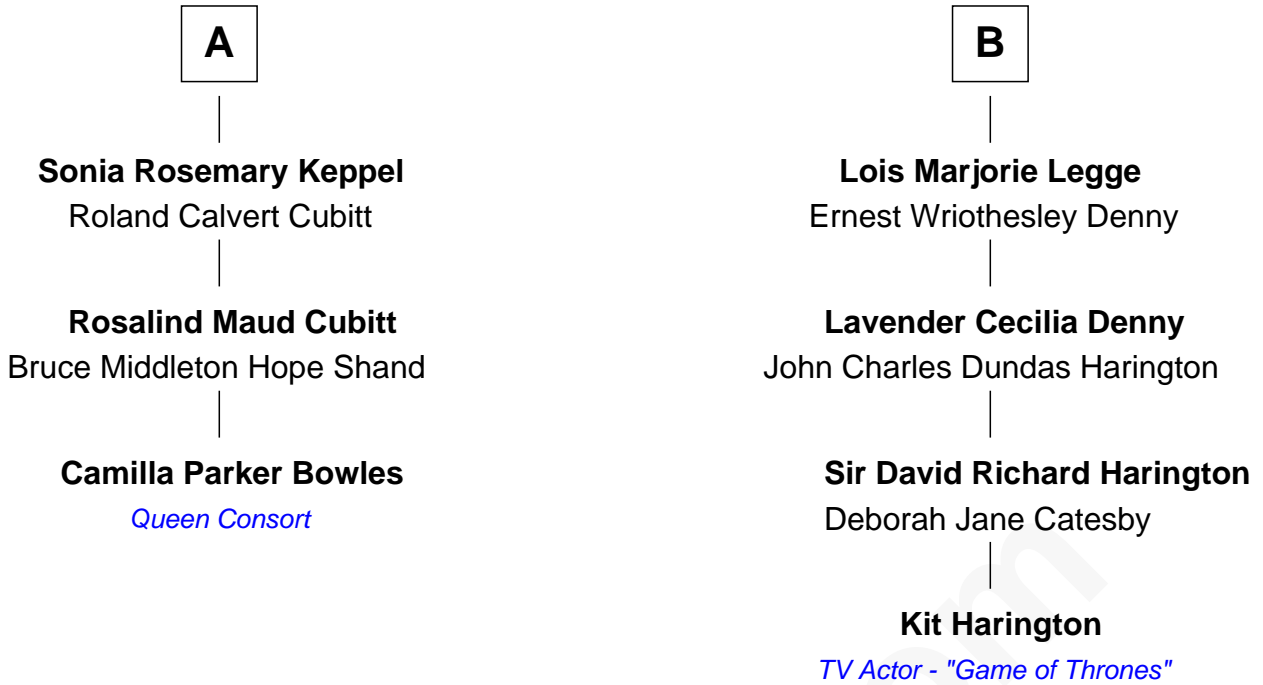 A
Sonia Rosemary Keppel
Roland Calvert Cubitt
Rosalind Maud Cubitt
Bruce Middleton Hope Shand
Camilla Parker Bowles
Queen Consort
B
Lois Marjorie Legge
Ernest Wriothesley Denny
Lavender Cecilia Denny
John Charles Dundas Harington
Sir David Richard Harington
Deborah Jane Catesby
Kit Harington
TV Actor - "Game of Thrones"
om